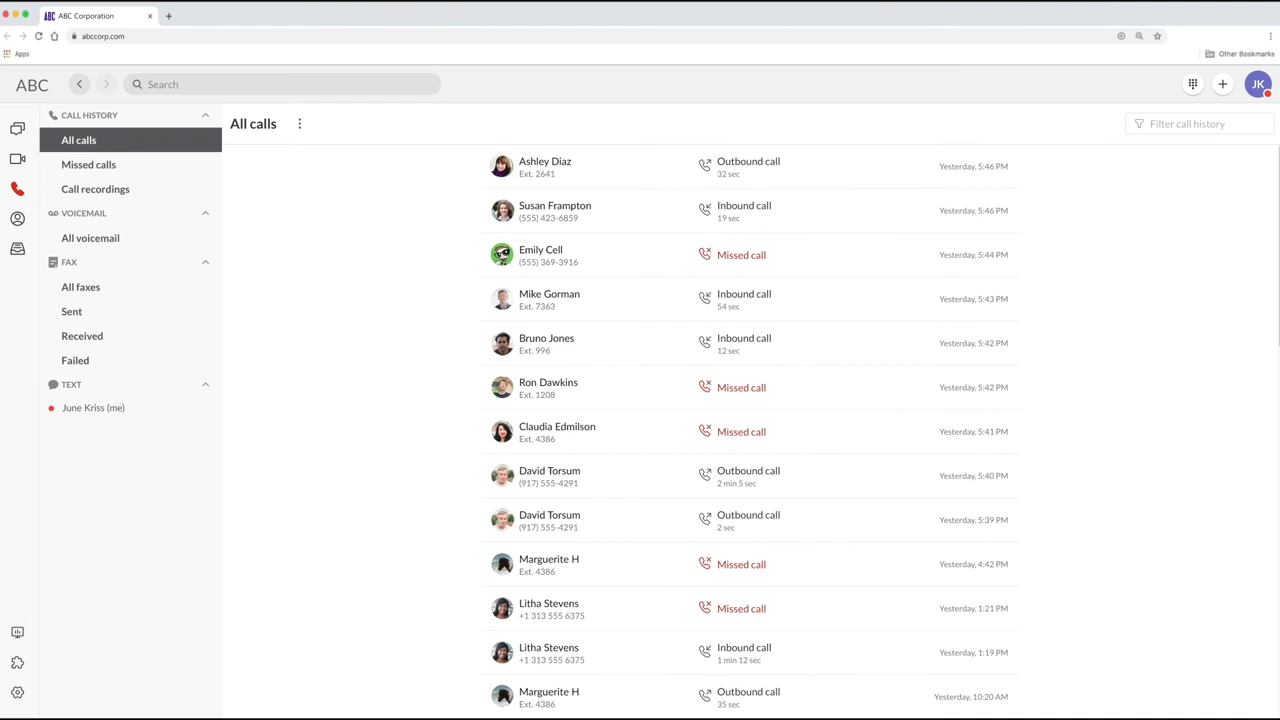 ABC ABC Corporation
abccorp.com
Apps
Other Bookmarks
ABC
Search
JK
CALL HISTORY
All calls
Missed calls
Call recordings
VOICEMAIL
All voicemail
FAX
All faxes
Sent
Received
Failed
TEXT
June Kriss (me)
All calls
Filter call history
Ashley Diaz Outbound call
Ext. 2641 32 sec Yesterday, 5:46 PM
Susan Frampton Inbound call
(555) 423-6859 19 sec Yesterday, 5:46 PM
Emily Cell Missed call Yesterday, 5:44 PM
(555) 369-3916
Mike Gorman Inbound call
Ext. 7363 54 sec Yesterday, 5:43 PM
Bruno Jones Inbound call
Ext. 996 12 sec Yesterday, 5:42 PM
Ron Dawkins Missed call Yesterday, 5:42 PM
Ext. 1208
Claudia Edmilson Missed call Yesterday, 5:41 PM
Ext. 4386
David Torsum Outbound call
(917) 555-4291 2 min 5 sec Yesterday, 5:40 PM
David Torsum Outbound call
(917) 555-4291 2 sec Yesterday, 5:39 PM
Marguerite H Missed call Yesterday, 4:42 PM
Ext. 4386
Litha Stevens Missed call Yesterday, 1:21 PM
+1 313 555 6375
Litha Stevens Inbound call
+1 313 555 6375 1 min 12 sec Yesterday, 1:19 PM
Marguerite H Outbound call
Ext. 4386 35 sec Yesterday, 10:20 AM